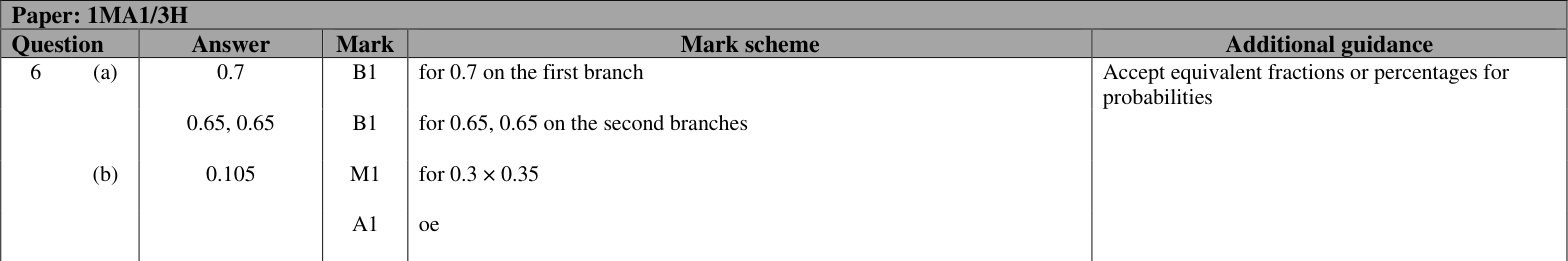 Paper: 1MA1/3H
Question Answer Mark Mark scheme Additional guidance
6 (a) 0.7 B1 for 0.7 on the first branch Accept equivalent fractions or percentages for
probabilities
0.65, 0.65 B1 for 0.65, 0.65 on the second branches
(b) 0.105 M1 for 0.3 × 0.35
A1 oe